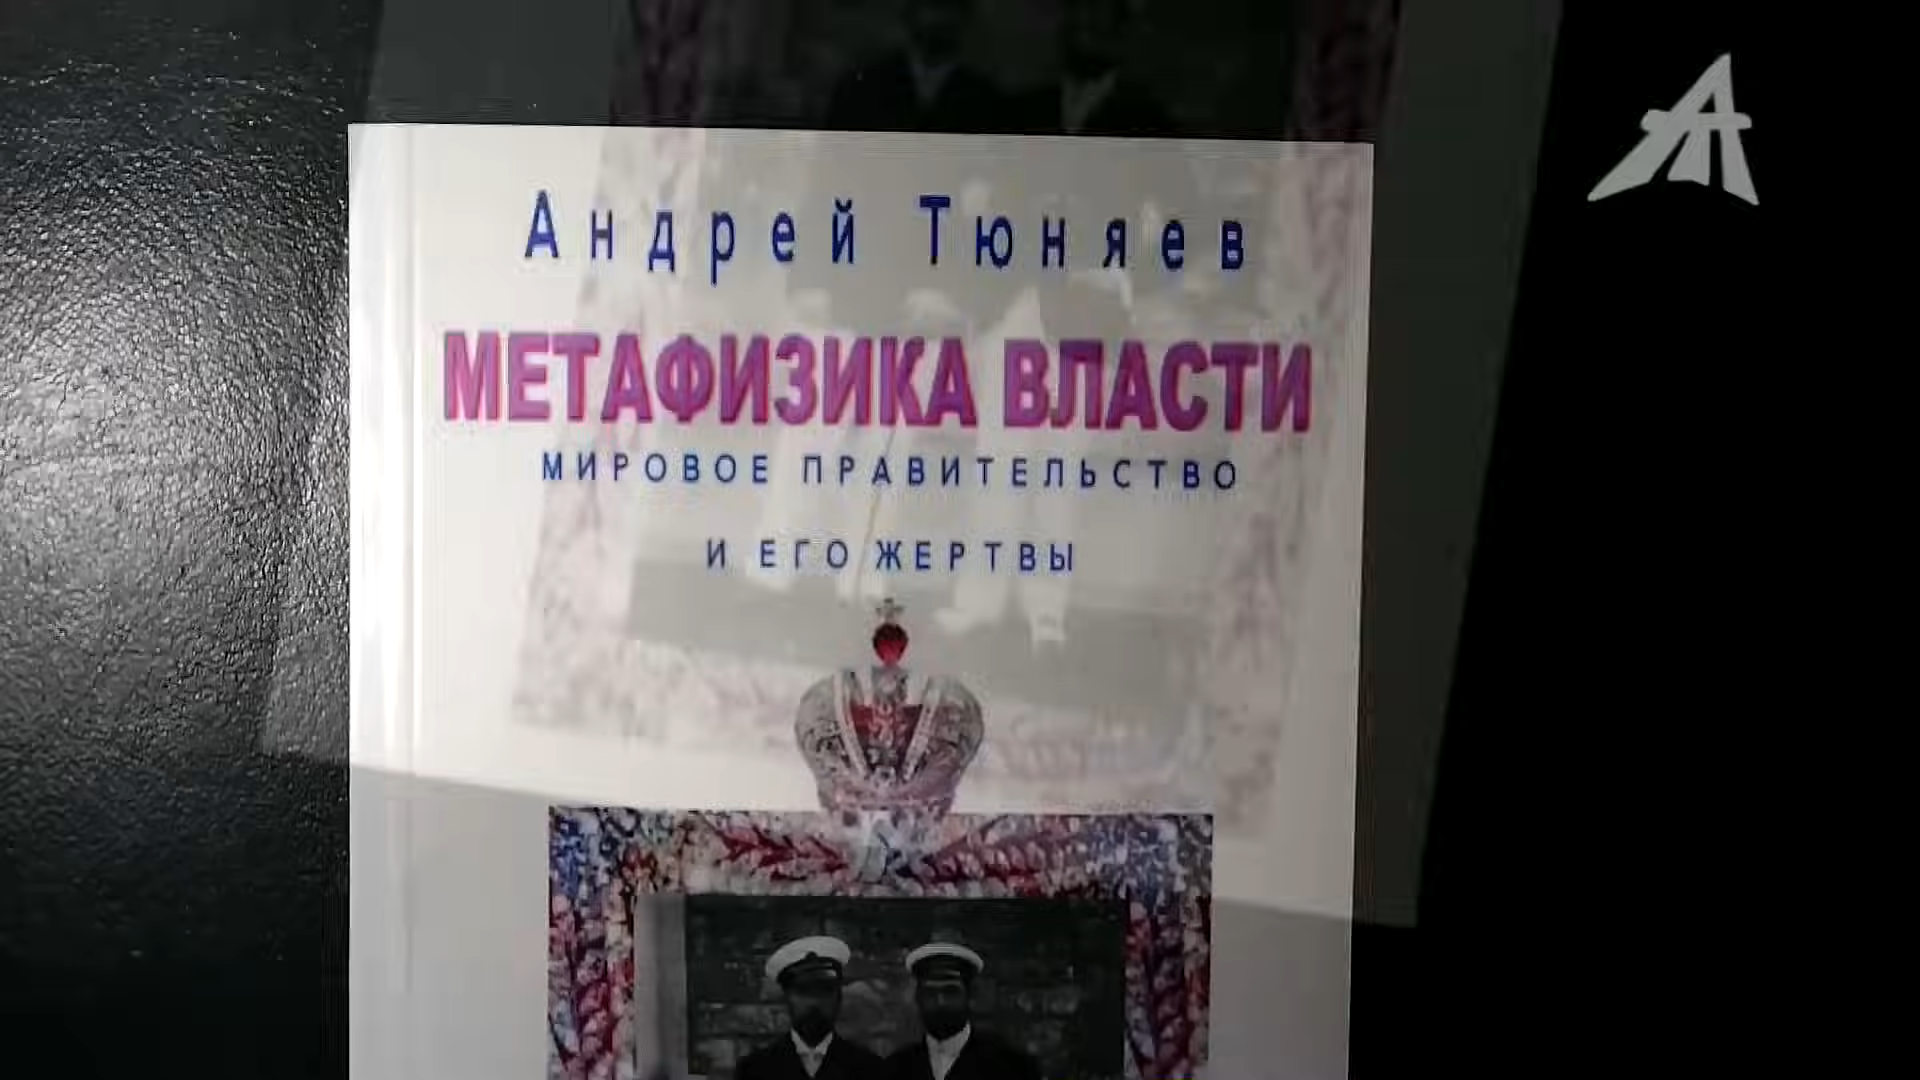 Андрей Тюняев
МЕТАФИЗИКА ВЛАСТИ
МИРОВОЕ ПРАВИТЕЛЬСТВО
И ЕГО ЖЕРТВЫ